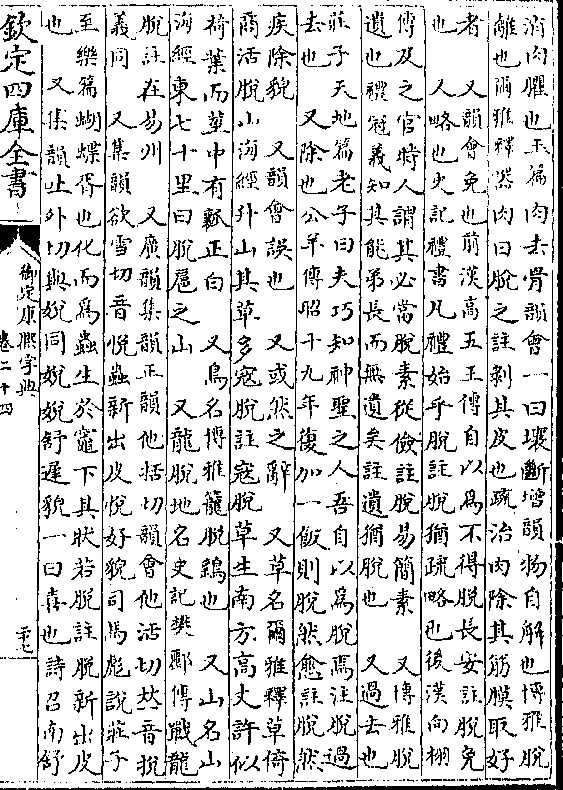 消肉臞也玉篇肉去骨韻會一曰壞斷增韻物自解也博雅脫
離也爾雅釋器肉曰脫之註剝其皮也疏治肉除其筋膜取好
者　又韻會免也前漢高五王傳自以爲不得脫長安註脫免
也　人略也史記禮書凡禮始乎脫註脫猶疏略也後漢向栩
傳及之官時人謂其必當脫素從儉註脫易簡素　又博雅脫
遺也禮冠義知其能弟長而無遺矣註遺猶脫也　又過去也
莊子天地篇老子曰夫巧知神聖之人吾自以爲脫焉注脫過
去也　又除也公羊傳昭十九年復加一飯則脫然愈註脫然
疾除貌　又韻會誤也　又或然之辭　又草名爾雅釋草倚
商活脫山海經升山其草多寇脫註寇脫草生南方高丈許似
荷葉而莖中有瓤正白　又鳥名博雅籠脫鷂也　又山名山
海經東七十里曰脫扈之山　又龍脫地名史記樊酈傳戰龍
脫註在易州　又廣韻集韻正韻他括切韻會他活切𠀤音捝
義同　又集韻欲雪切音悅蟲新出皮悅好貌司馬彪說莊子
至樂篇蝴蝶胥也化而爲蟲生於竈下其狀若脫註脫新出皮
也　又集韻吐外切與娧同娧娧舒遲貌一曰喜也詩召南舒
欽定四庫全書
御定康熙字典
卷二十四